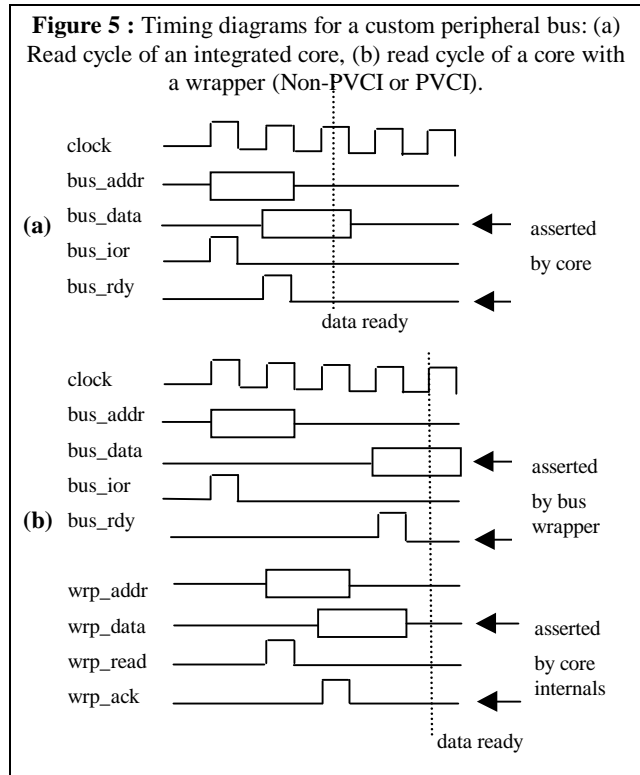 Figure 5 : Timing diagrams for a custom peripheral bus: (a)
Read cycle of an integrated core, (b) read cycle of a core with
a wrapper (Non-PVCI or PVCI).
clock
bus_addr
bus_data
(a)
asserted
bus_ior
by core
bus_rdy
data ready
clock
bus_addr
bus_data
asserted
bus_ior
by bus
(b)
bus_rdy
wrapper
wrp_addr
wrp_data
asserted
wrp_read
by core
internals
wrp_ack
data ready